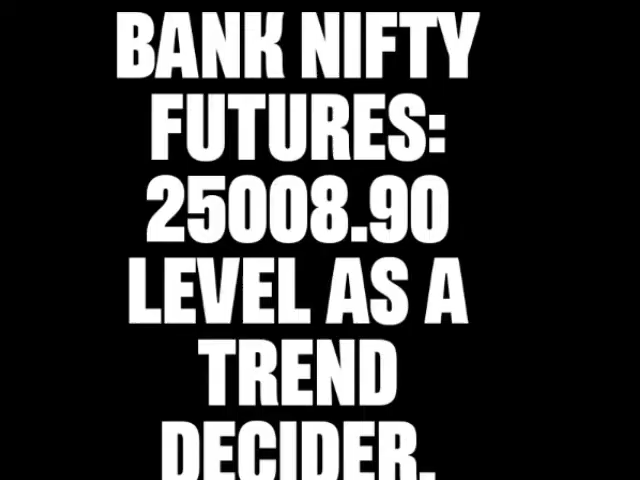 BANK NIFTY
FUTURES:
25008.90
LEVEL AS A
TREND
DECIDER.